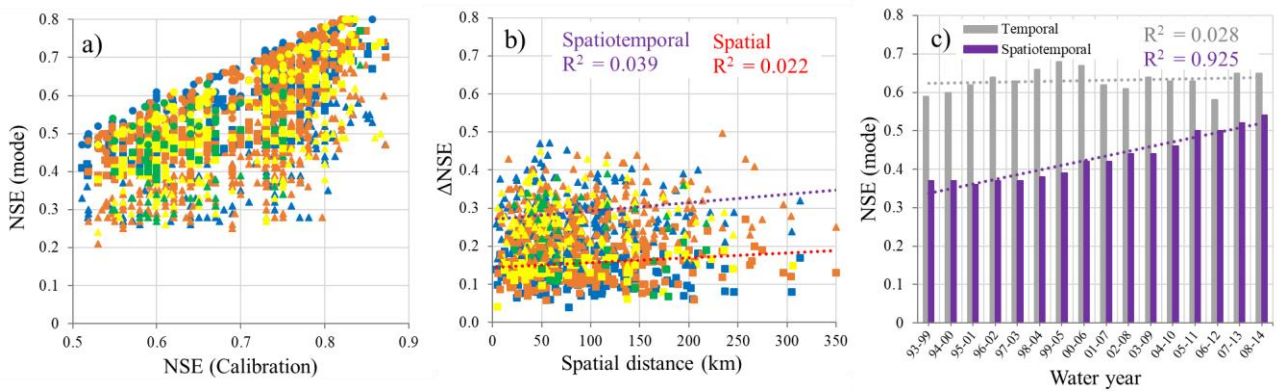 a)
NSE (mode)
0.8
0.7
0.6
0.5
0.4
0.3
0.2
0.1
0
0.5 0.6 0.7 0.8 0.9
NSE (Calibration)
b)
Spatiotemporal
R² = 0.039
Spatial
R² = 0.022
ΔNSE
0.8
0.7
0.6
0.5
0.4
0.3
0.2
0.1
0.0
0 50 100 150 200 250 300 350
Spatial distance (km)
c)
Temporal
Spatiotemporal
R² = 0.028
R² = 0.925
NSE (mode)
0.8
0.7
0.6
0.5
0.4
0.3
0.2
0.1
0
93-99 94-00 95-01 96-02 97-03 98-04 99-05 00-06 01-07 02-08 03-09 04-10 05-11 06-12 07-13 08-14
Water year